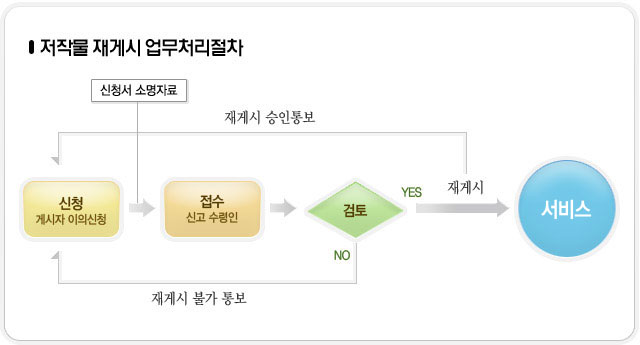 저작물 재게시 업무처리절차
신청서 소명자료
재게시 승인통보
신청
게시자 이의신청
접수
신고 수령인
검토
YES
재게시
서비스
NO
재게시 불가 통보